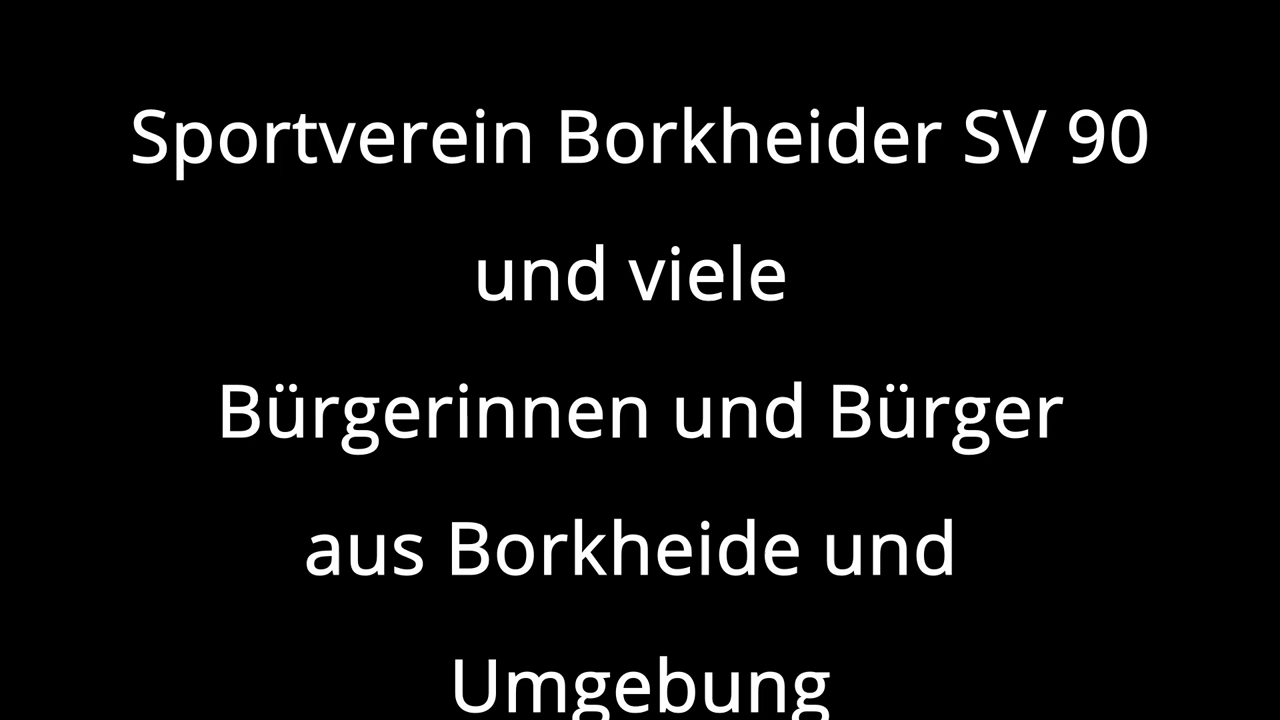 Sportverein Borkheider SV 90
und viele
Bürgerinnen und Bürger
aus Borkheide und
Umgebung